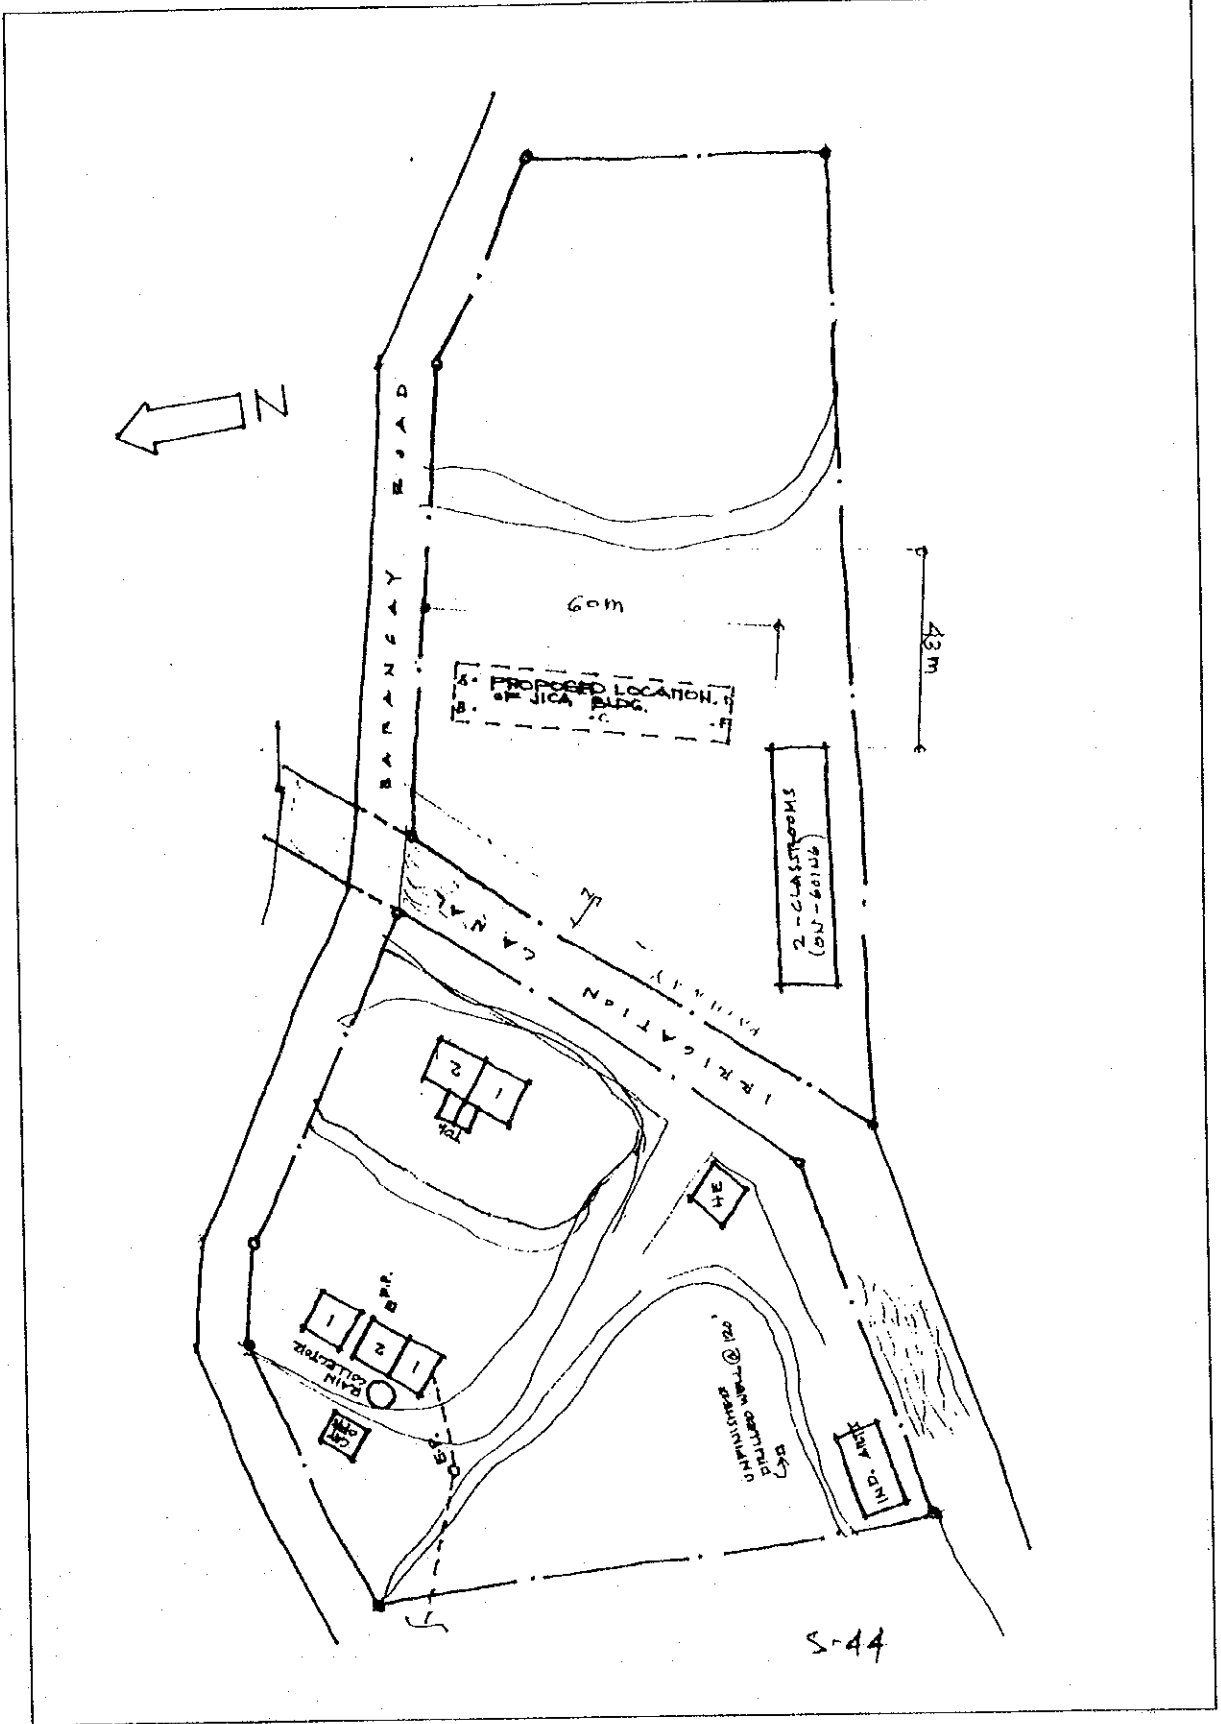 N
BARANGAY ROAD
60m
43m
PROPOSED LOCATION
OF JICA BLDG.
A.
B.
.C.
.F
2 - CLASSROOMS
(ON-GOING)
IRRIGATION CANAL
PATHWAY
2
1
HE
1
2
1
F.P.
RAIN
COLLECTOR
E.P.
UNFINISHED
DRILLED WELL @ 120'
IND. ARTS
S-44